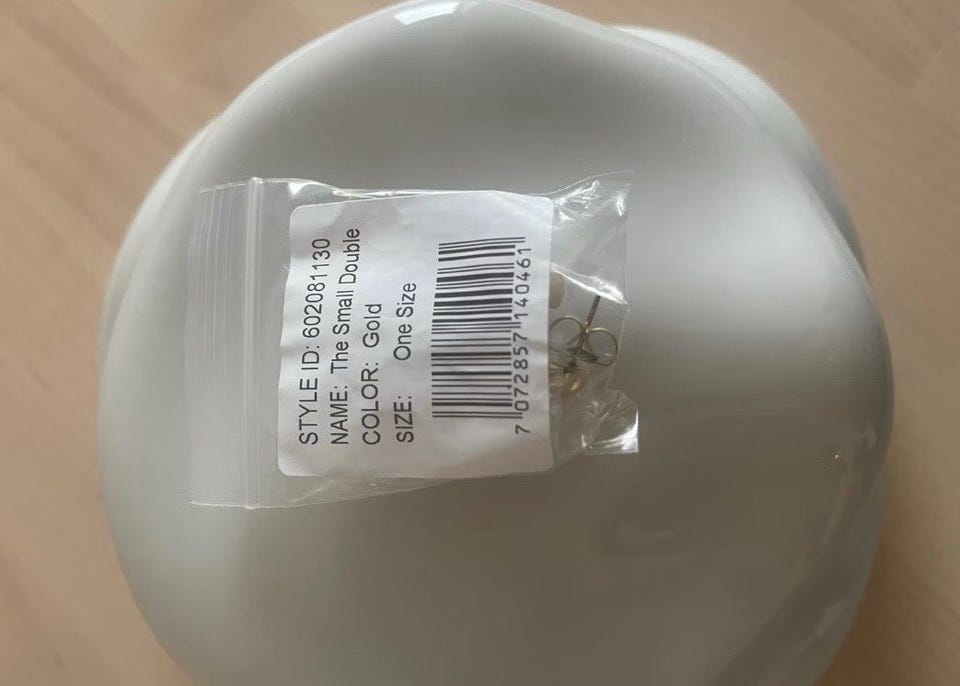 STYLE ID: 602081130
NAME: The Small Double
COLOR: Gold
SIZE: One Size
7 072857 140461